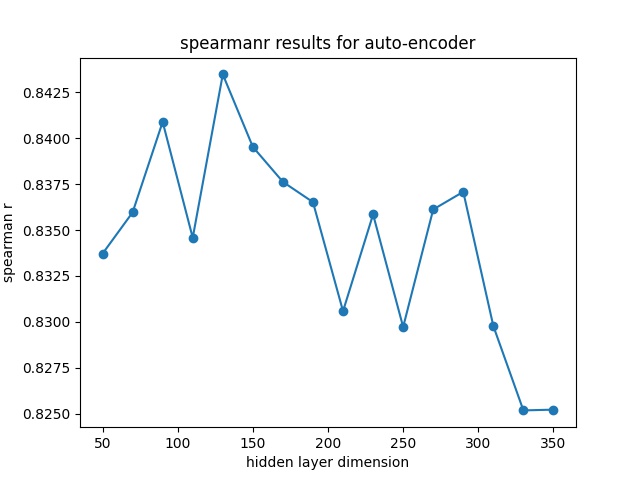 spearmanr results for auto-encoder
0.8425
0.8400
0.8375
0.8350
0.8325
0.8300
0.8275
0.8250
spearman r
50 100 150 200 250 300 350
hidden layer dimension